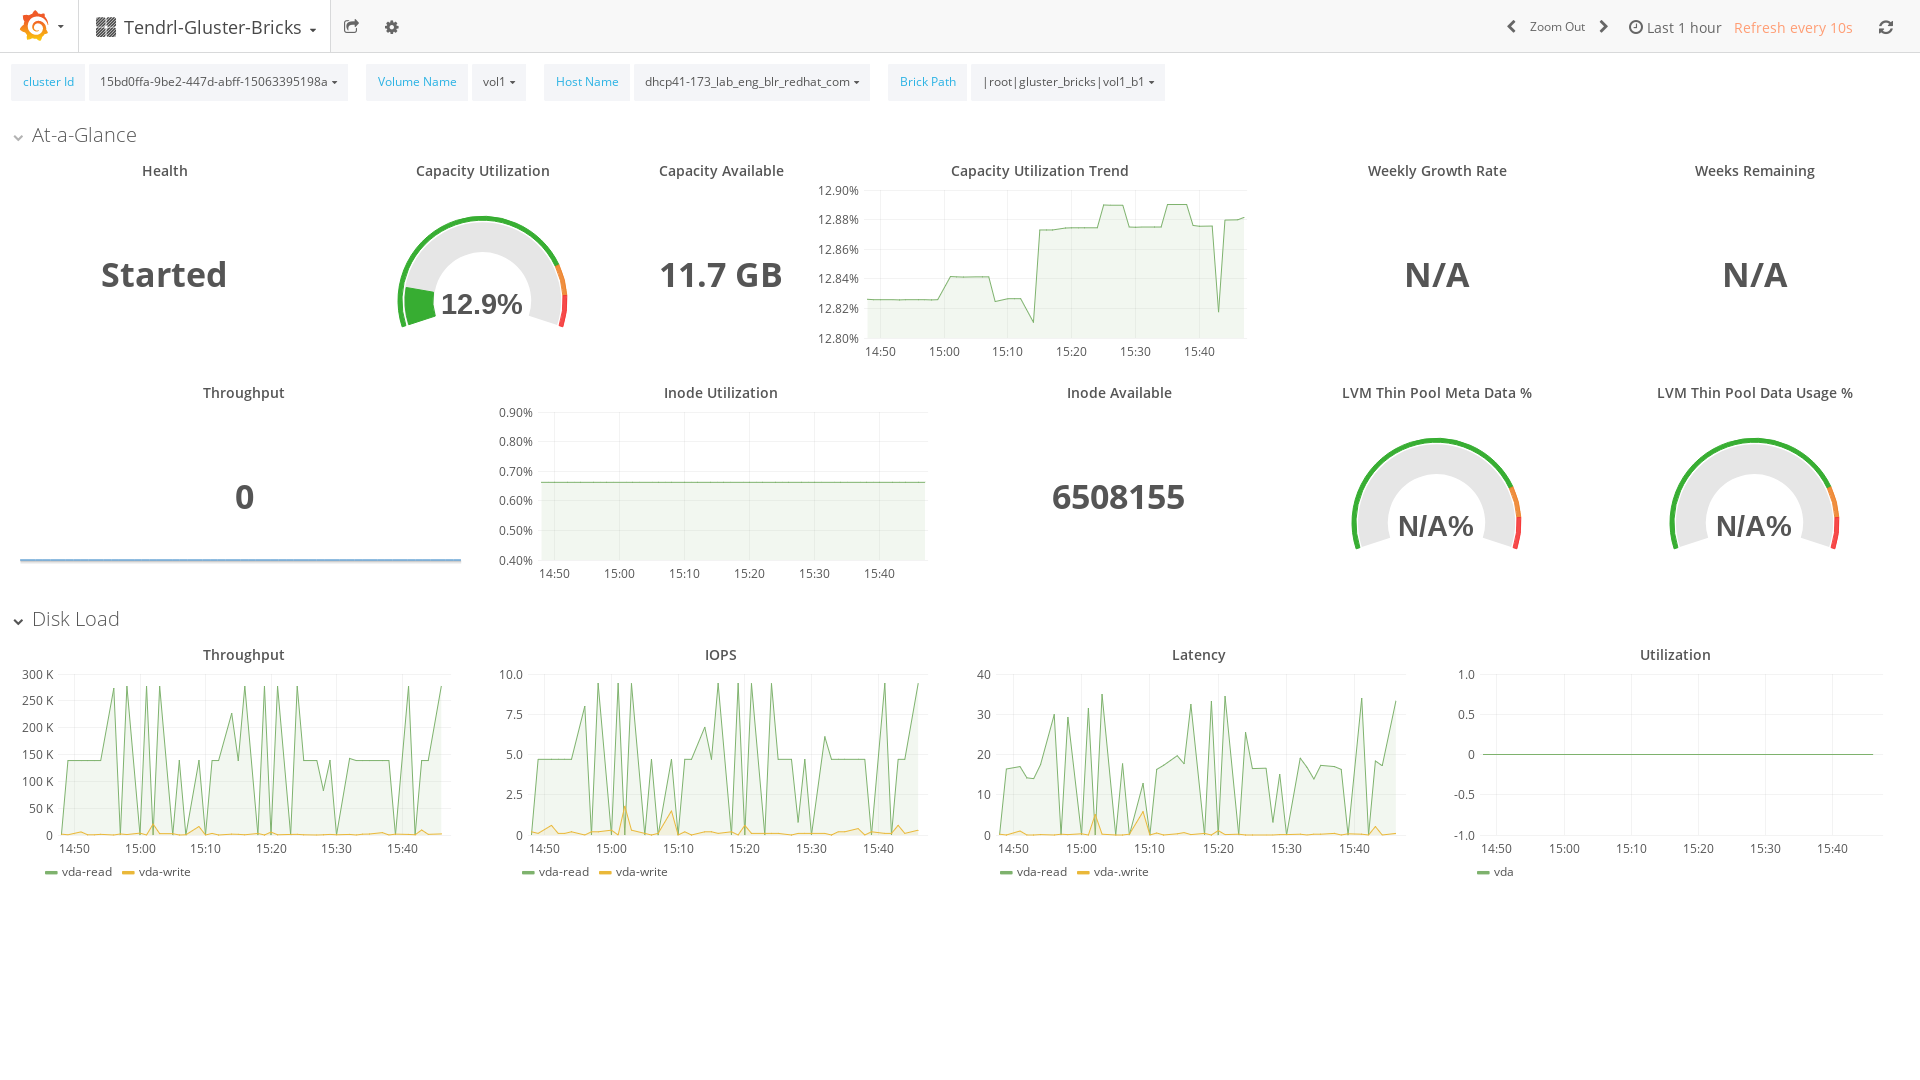 Tendrl-Gluster-Bricks
Zoom Out
Last 1 hour
Refresh every 10s
cluster Id
15bd0ffa-9be2-447d-abff-15063395198a
Volume Name
vol1
Host Name
dhcp41-173_lab_eng_blr_redhat_com
Brick Path
|root|gluster_bricks|vol1_b1
At-a-Glance
Health
Started
Capacity Utilization
12.9%
Capacity Available
11.7 GB
Capacity Utilization Trend
12.90%
12.88%
12.86%
12.84%
12.82%
12.80%
14:50 15:00 15:10 15:20 15:30 15:40
Weekly Growth Rate
N/A
Weeks Remaining
N/A
Throughput
0
Inode Utilization
0.90%
0.80%
0.70%
0.60%
0.50%
0.40%
14:50 15:00 15:10 15:20 15:30 15:40
Inode Available
6508155
LVM Thin Pool Meta Data %
N/A%
LVM Thin Pool Data Usage %
N/A%
Disk Load
Throughput
300 K
250 K
200 K
150 K
100 K
50 K
0
14:50 15:00 15:10 15:20 15:30 15:40
vda-read vda-write
IOPS
10.0
7.5
5.0
2.5
0
14:50 15:00 15:10 15:20 15:30 15:40
vda-read vda-write
Latency
40
30
20
10
0
14:50 15:00 15:10 15:20 15:30 15:40
vda-read vda-.write
Utilization
1.0
0.5
0
-0.5
-1.0
14:50 15:00 15:10 15:20 15:30 15:40
vda